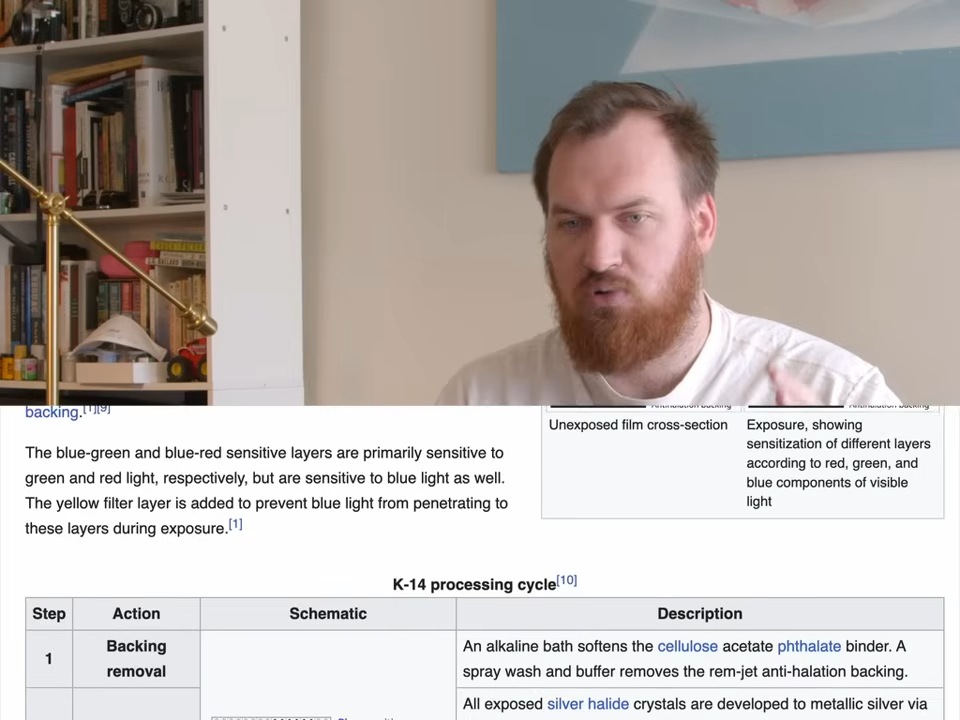 backing.[1][9]
The blue-green and blue-red sensitive layers are primarily sensitive to
green and red light, respectively, but are sensitive to blue light as well.
The yellow filter layer is added to prevent blue light from penetrating to
these layers during exposure.[1]
Unexposed film cross-section
Exposure, showing
sensitization of different layers
according to red, green, and
blue components of visible
light
K-14 processing cycle[10]
Step Action Schematic Description
1 Backing removal
An alkaline bath softens the cellulose acetate phthalate binder. A
spray wash and buffer removes the rem-jet anti-halation backing.
All exposed silver halide crystals are developed to metallic silver via